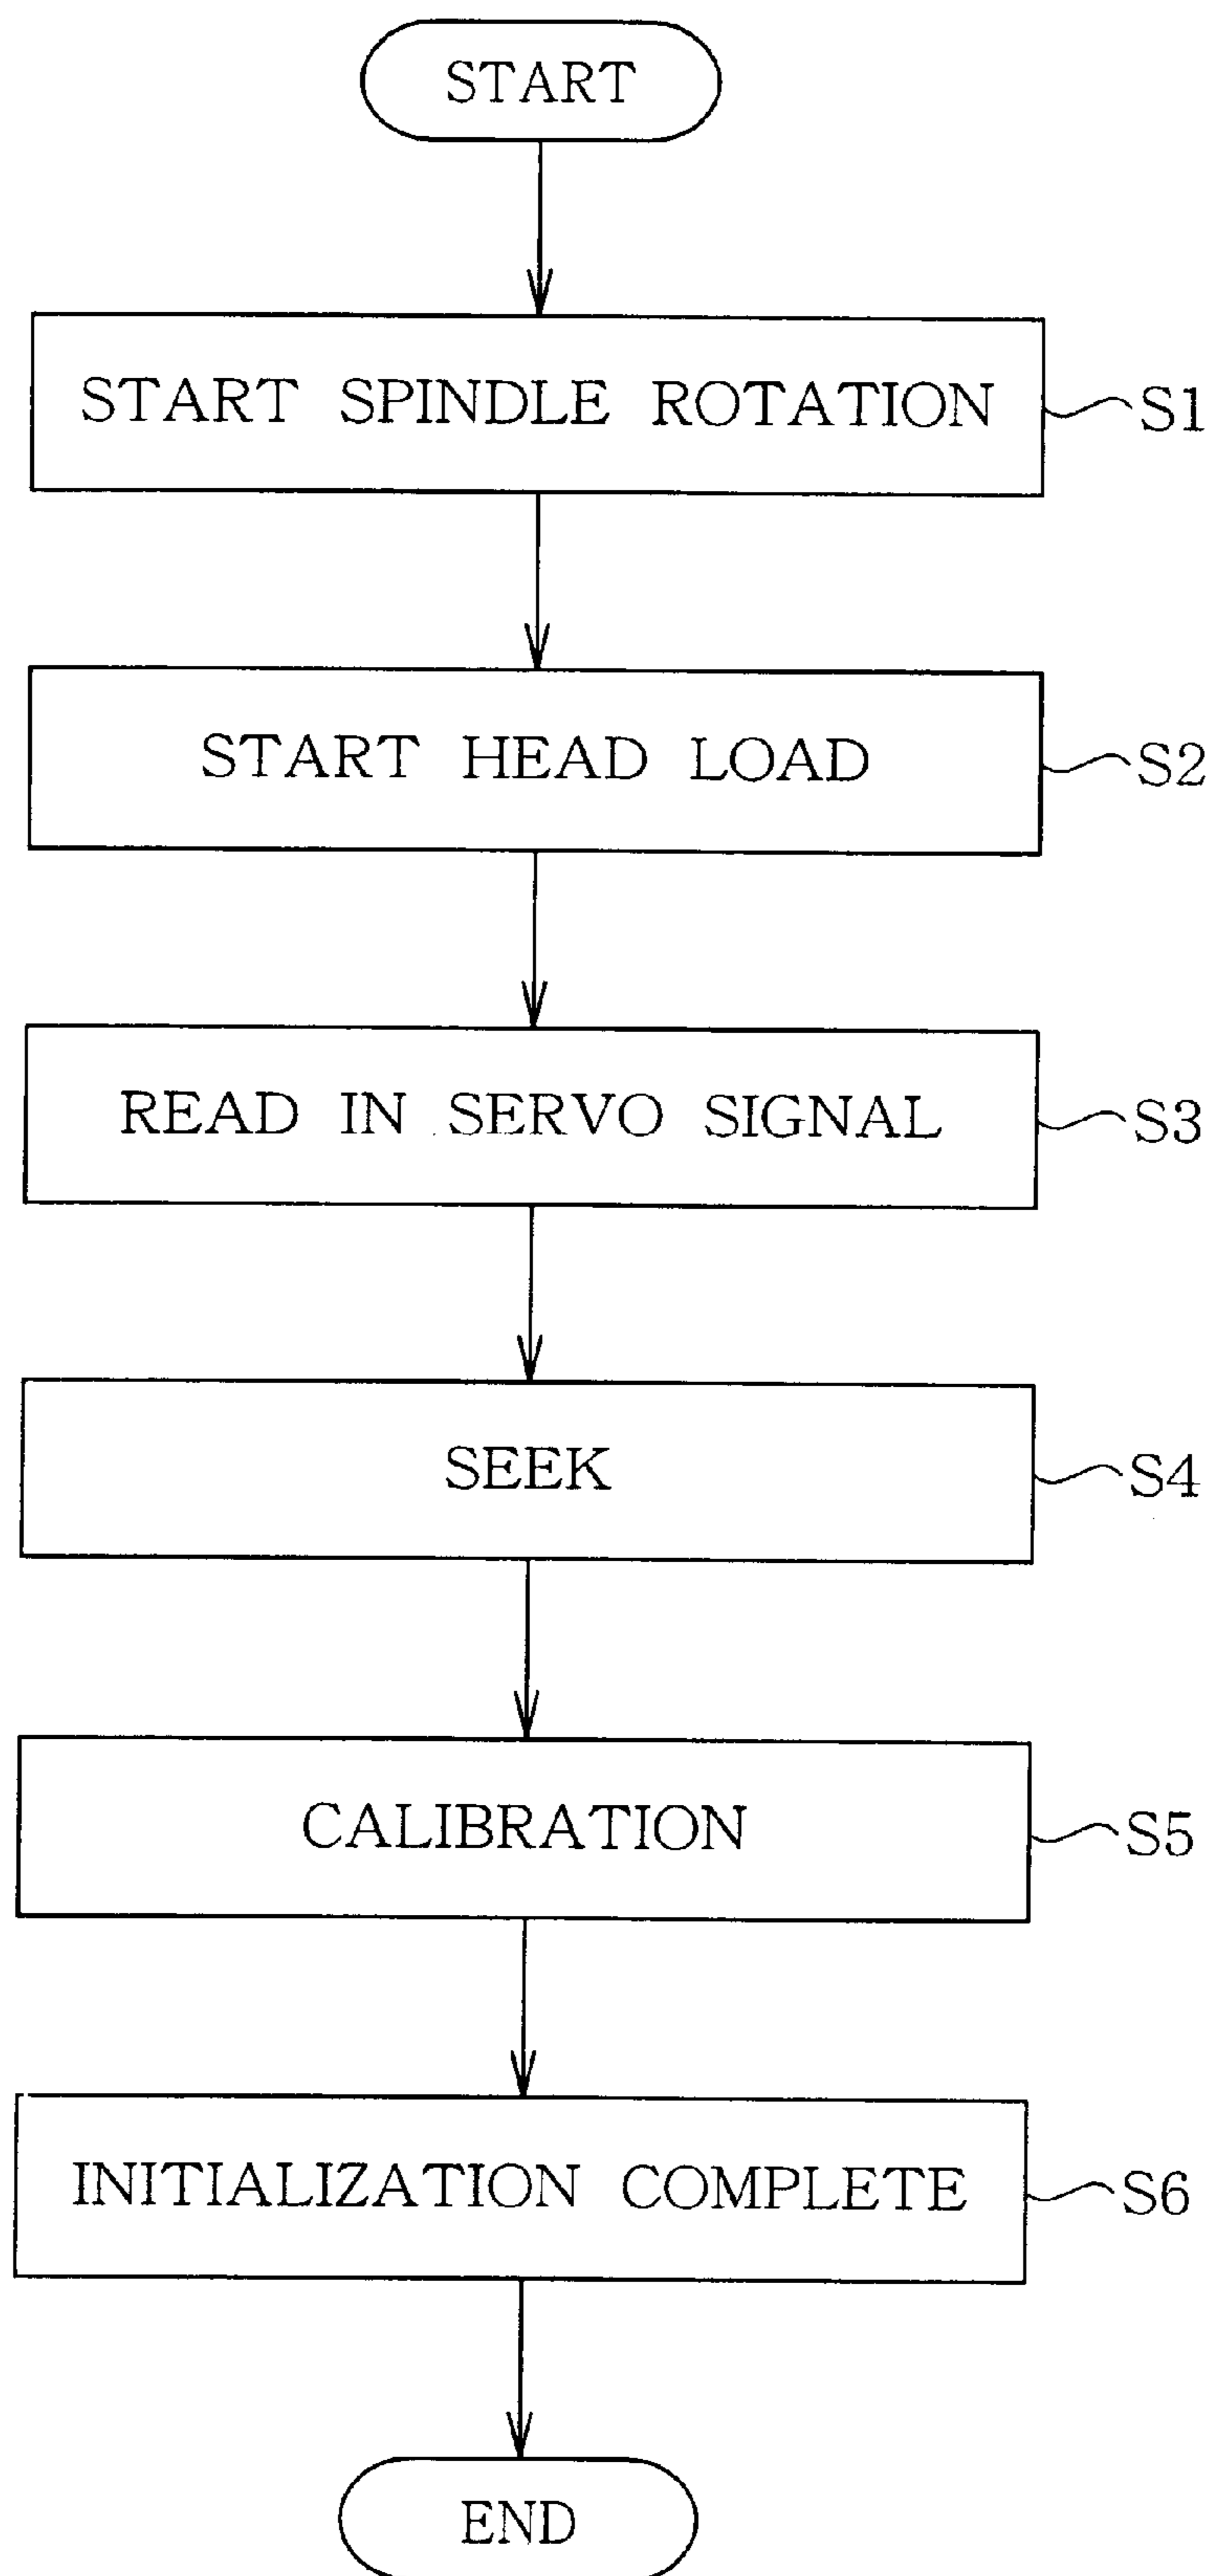 START
START SPINDLE ROTATION
S1
START HEAD LOAD
S2
READ IN SERVO SIGNAL
S3
SEEK
S4
CALIBRATION
S5
INITIALIZATION COMPLETE
S6
END